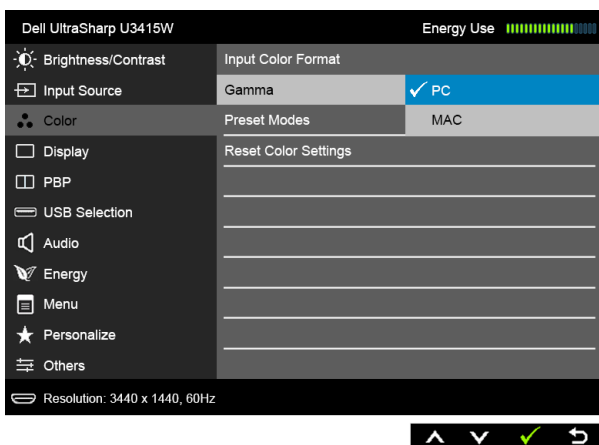 Dell UltraSharp U3415W Energy Use
Brightness/Contrast Input Color Format
Input Source Gamma PC
Color Preset Modes MAC
Display Reset Color Settings
PBP
USB Selection
Audio
Energy
Menu
Personalize
Others
Resolution: 3440 x 1440, 60Hz